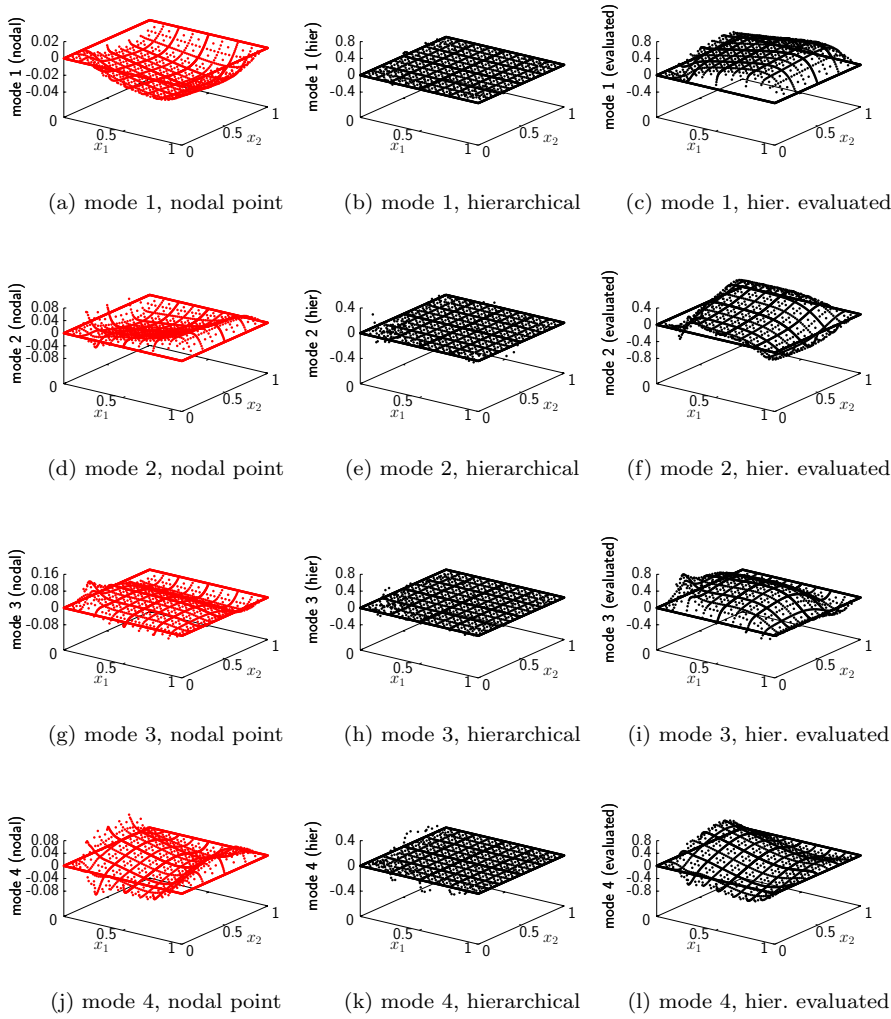 mode 1 (nodal)
0.02
0
-0.02
-0.04
0
0.5
1
x1
0
0.5
1
x2
mode 1 (hier)
0.8
0.4
0
-0.4
0
0.5
1
x1
0
0.5
1
x2
mode 1 (evaluated)
0.8
0.4
0
-0.4
0
0.5
1
x1
0
0.5
1
x2
(a) mode 1, nodal point
(b) mode 1, hierarchical
(c) mode 1, hier. evaluated
mode 2 (nodal)
0.08
0.04
0
-0.04
-0.08
0
0.5
1
x1
0
0.5
1
x2
mode 2 (hier)
0.4
0
-0.4
0
0.5
1
x1
0
0.5
1
x2
mode 2 (evaluated)
0.4
0
-0.4
-0.8
0
0.5
1
x1
0
0.5
1
x2
(d) mode 2, nodal point
(e) mode 2, hierarchical
(f) mode 2, hier. evaluated
mode 3 (nodal)
0.16
0.08
0
-0.08
0
0.5
1
x1
0
0.5
1
x2
mode 3 (hier)
0.8
0.4
0
-0.4
0
0.5
1
x1
0
0.5
1
x2
mode 3 (evaluated)
0.8
0.4
0
-0.4
0
0.5
1
x1
0
0.5
1
x2
(g) mode 3, nodal point
(h) mode 3, hierarchical
(i) mode 3, hier. evaluated
mode 4 (nodal)
0.08
0.04
0
-0.04
-0.08
0
0.5
1
x1
0
0.5
1
x2
mode 4 (hier)
0.4
0
-0.4
0
0.5
1
x1
0
0.5
1
x2
mode 4 (evaluated)
0.8
0.4
0
-0.4
-0.8
0
0.5
1
x1
0
0.5
1
x2
(j) mode 4, nodal point
(k) mode 4, hierarchical
(l) mode 4, hier. evaluated